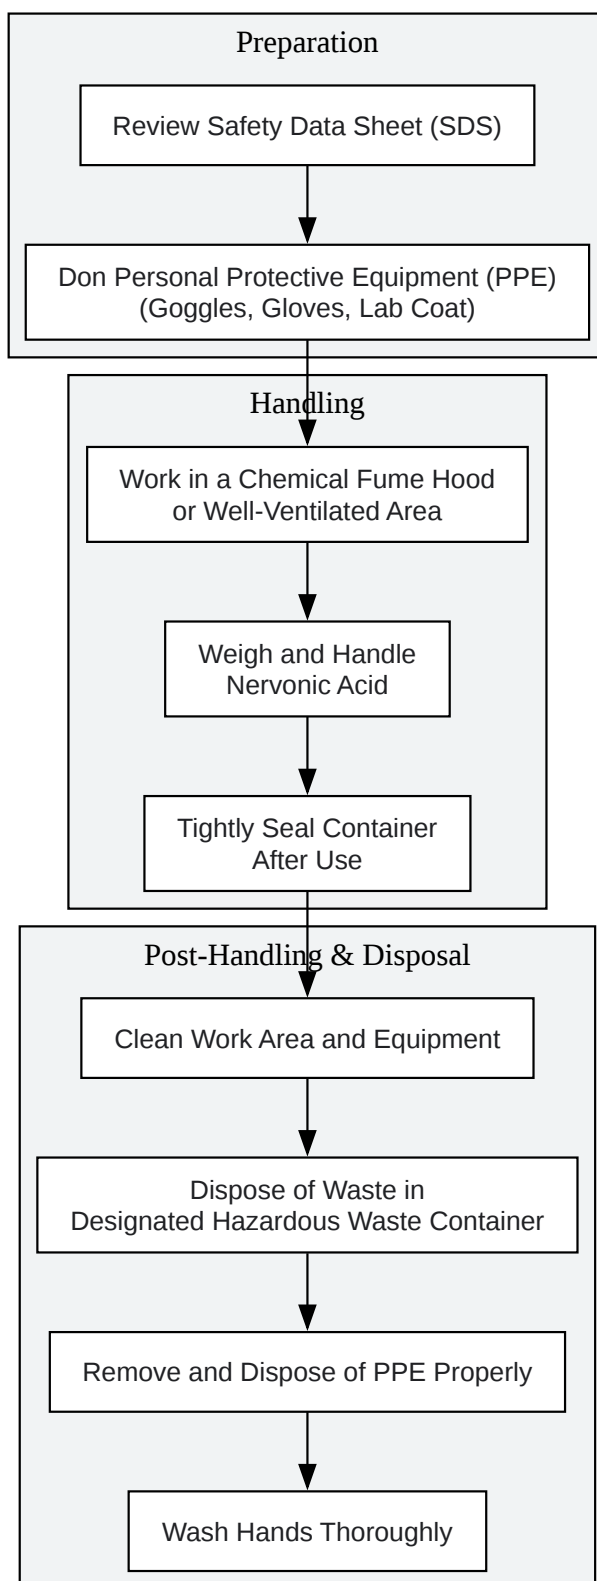 Preparation
Review Safety Data Sheet (SDS)
Don Personal Protective Equipment (PPE)
(Goggles, Gloves, Lab Coat)
Handling
Work in a Chemical Fume Hood
or Well-Ventilated Area
Weigh and Handle
Nervonic Acid
Tightly Seal Container
After Use
Post-Handling & Disposal
Clean Work Area and Equipment
Dispose of Waste in
Designated Hazardous Waste Container
Remove and Dispose of PPE Properly
Wash Hands Thoroughly